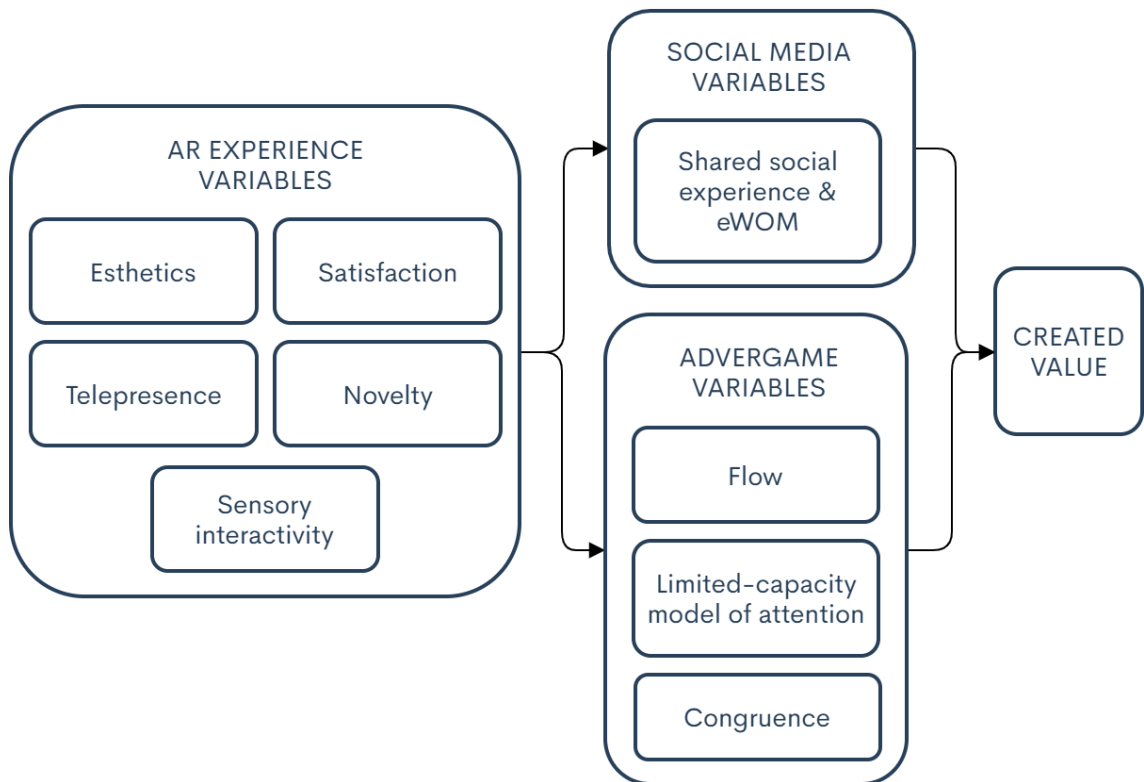 AR EXPERIENCE
VARIABLES
Esthetics
Satisfaction
Telepresence
Novelty
Sensory
interactivity
SOCIAL MEDIA
VARIABLES
Shared social
experience &
eWOM
ADVERGAME
VARIABLES
Flow
Limited-capacity
model of attention
Congruence
CREATED
VALUE